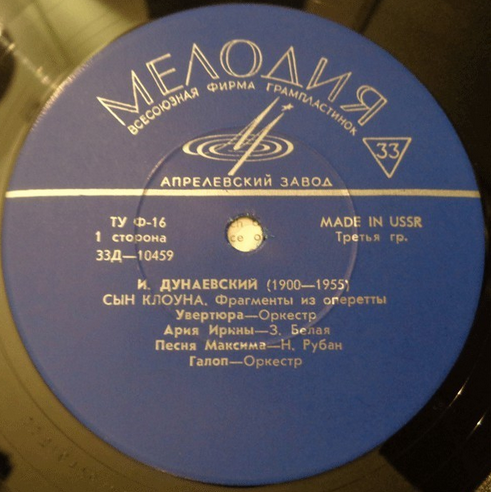 МЕЛОДИЯ
ВСЕСОЮЗНАЯ ФИРМА ГРАМПЛАСТИНОК
33
АПРЕЛЕВСКИЙ ЗАВОД
ТУ Ф-16
MADE IN USSR
1 сторона
Третья гр.
33Д—10459
И. ДУНАЕВСКИЙ (1900—1955)
СЫН КЛОУНА. Фрагменты из оперетты
Увертюра—Оркестр
Ария Ирины—З. Белая
Песня Максима—Н. Рубан
Галоп—Оркестр